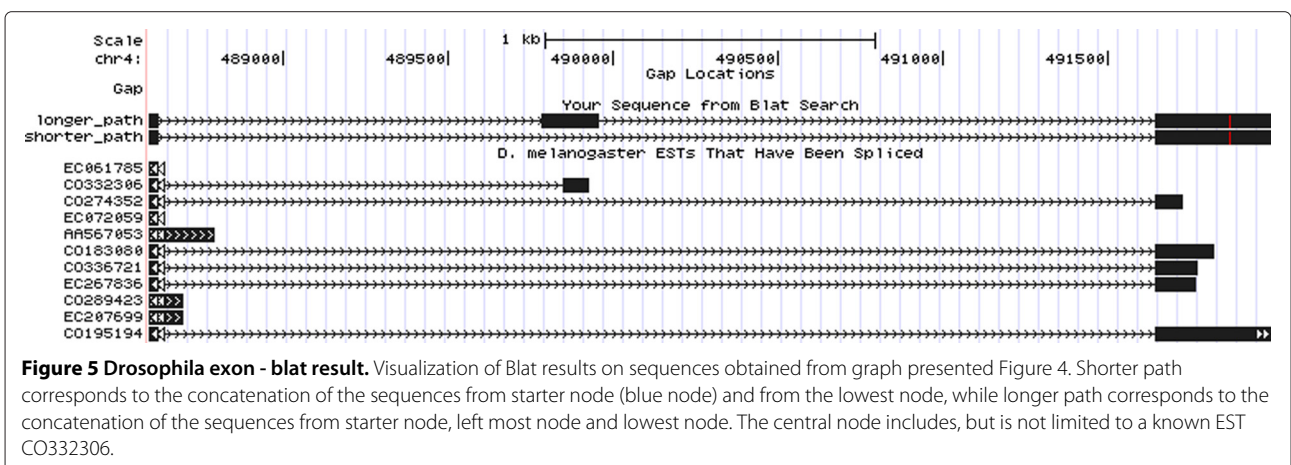 Scale 1 kb
chr4: 489000| 489500| 490000| 490500| 491000| 491500|
Gap Locations
Gap
Your Sequence from Blat Search
longer_path
shorter_path
D. melanogaster ESTs That Have Been Spliced
EC061785
CO332306
CO274352
EC072059
AA567053
CO183080
CO336721
EC267836
CO289423
EC207699
CO195194
Figure 5 Drosophila exon - blat result. Visualization of Blat results on sequences obtained from graph presented Figure 4. Shorter path
corresponds to the concatenation of the sequences from starter node (blue node) and from the lowest node, while longer path corresponds to the
concatenation of the sequences from starter node, left most node and lowest node. The central node includes, but is not limited to a known EST
CO332306.